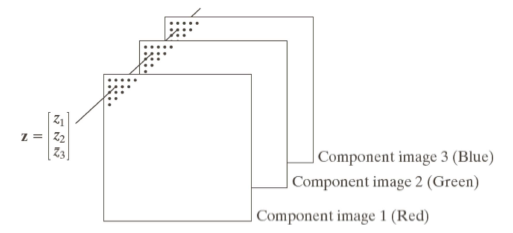 z = [z₁ z₂ z₃]
Component image 3 (Blue)
Component image 2 (Green)
Component image 1 (Red)